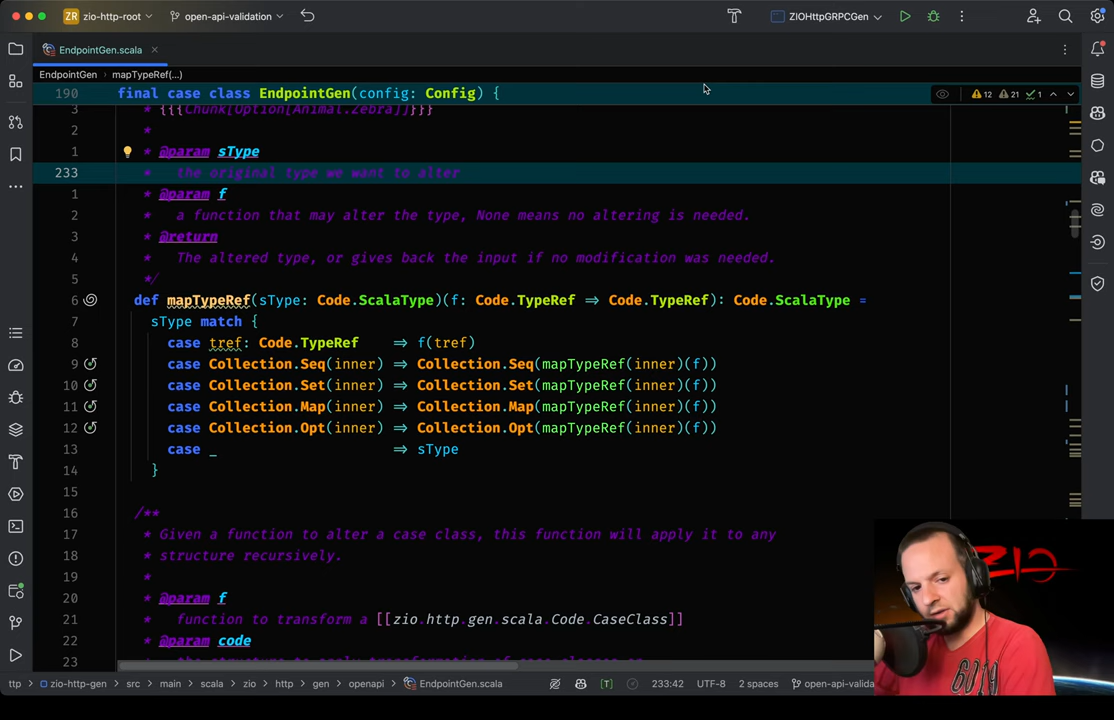 ZR zio-http-root open-api-validation ZIOHttpGRPCGen
EndpointGen.scala
EndpointGen mapTypeRef(...)
190 final case class EndpointGen(config: Config) { 12 21 1
3 * {{{Chunk[Option[Animal.Zebra]]}}}
2 *
1 * @param sType
233 * the original type we want to alter
1 * @param f
2 * a function that may alter the type, None means no altering is needed.
3 * @return
4 * The altered type, or gives back the input if no modification was needed.
5 */
6 def mapTypeRef(sType: Code.ScalaType)(f: Code.TypeRef ⇒ Code.TypeRef): Code.ScalaType =
7 sType match {
8 case tref: Code.TypeRef ⇒ f(tref)
9 case Collection.Seq(inner) ⇒ Collection.Seq(mapTypeRef(inner)(f))
10 case Collection.Set(inner) ⇒ Collection.Set(mapTypeRef(inner)(f))
11 case Collection.Map(inner) ⇒ Collection.Map(mapTypeRef(inner)(f))
12 case Collection.Opt(inner) ⇒ Collection.Opt(mapTypeRef(inner)(f))
13 case _ ⇒ sType
14 }
15
16 /**
17 * Given a function to alter a case class, this function will apply it to any
18 * structure recursively.
19 *
20 * @param f
21 * function to transform a [[zio.http.gen.scala.Code.CaseClass]]
22 * @param code
23
ZIO
ttp zio-http-gen src main scala zio http gen openapi EndpointGen.scala 233:42 UTF-8 2 spaces open-api-valida